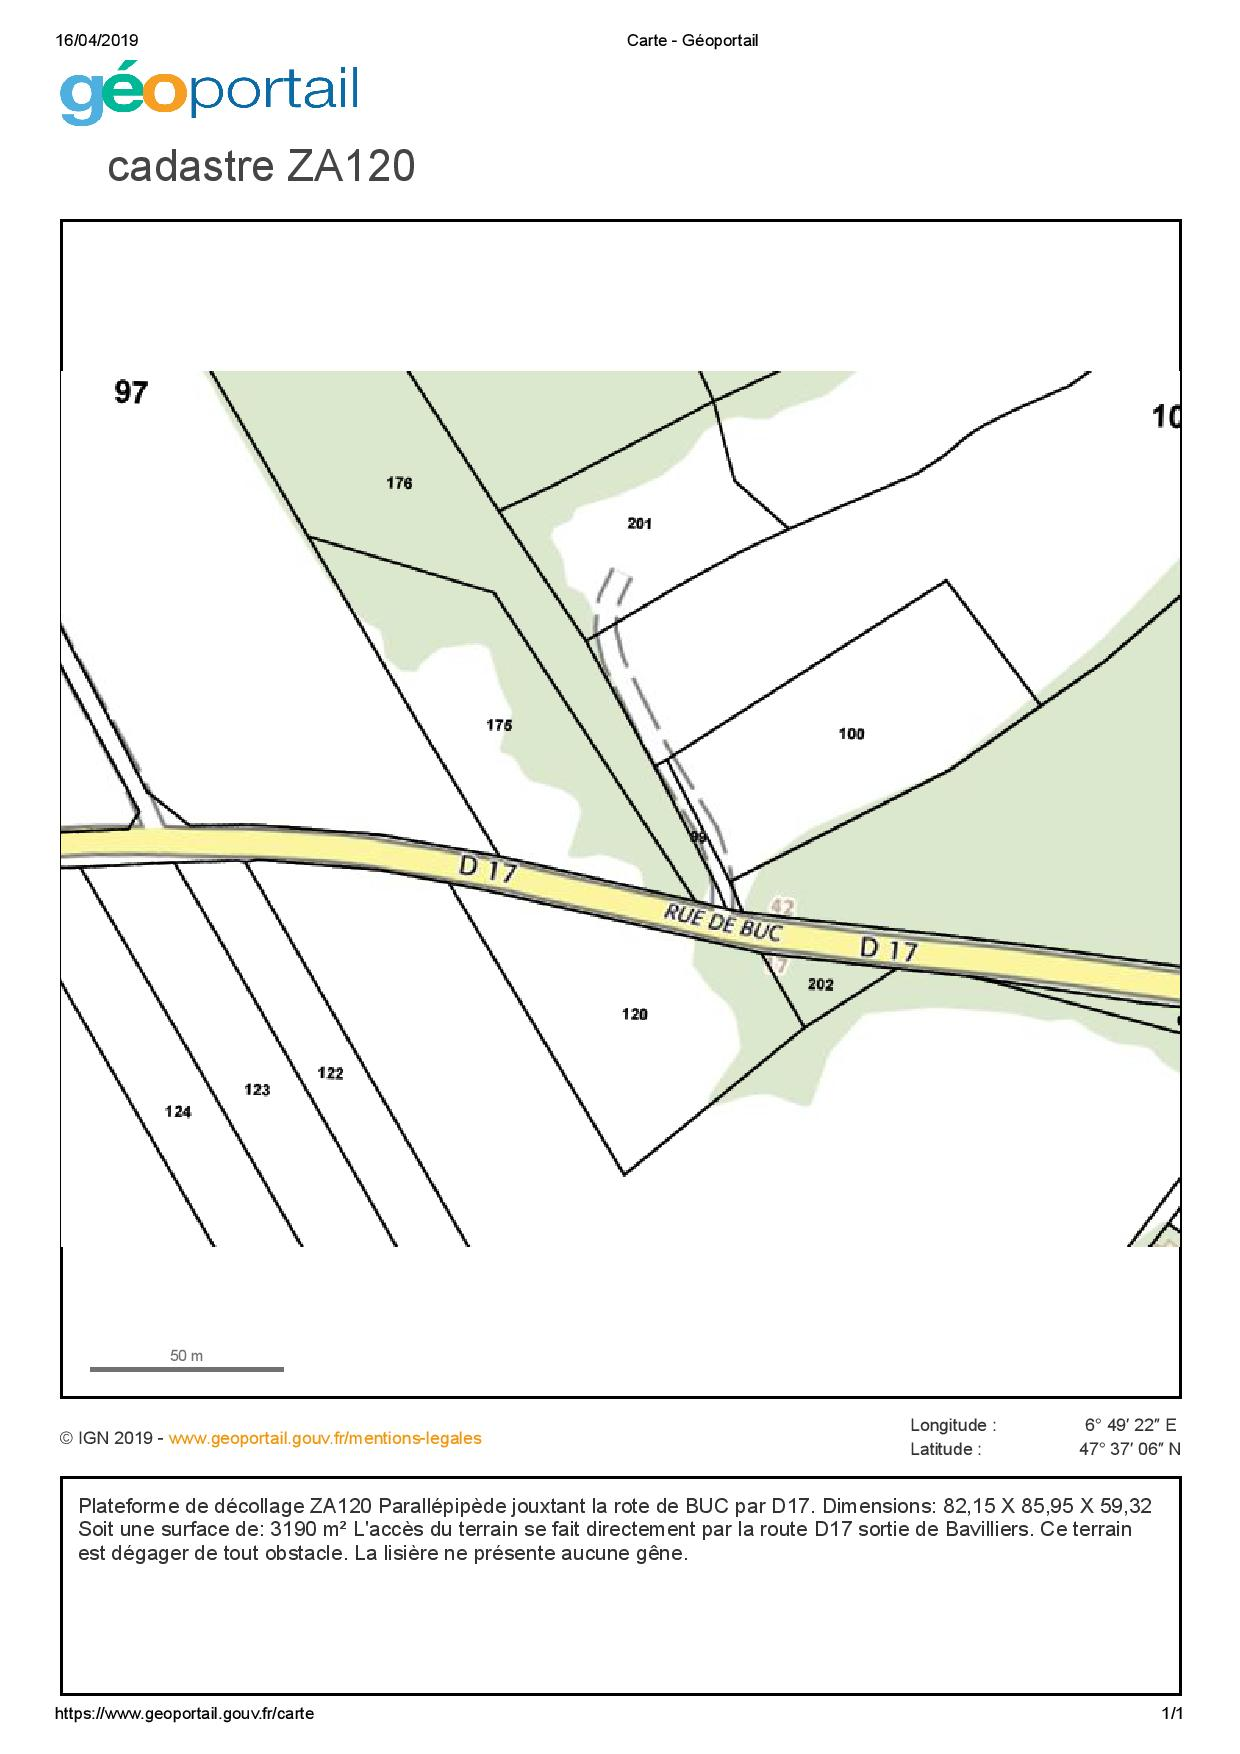 16/04/2019
Carte - Géoportail
géoportail
cadastre ZA120
97
10
176
201
175
100
99
D 17
RUE DE BUC
42
D 17
202
120
122
123
124
50 m
© IGN 2019 - www.geoportail.gouv.fr/mentions-legales
Longitude : 6° 49′ 22″ E
Latitude : 47° 37′ 06″ N
Plateforme de décollage ZA120 Parallépipède jouxtant la rote de BUC par D17. Dimensions: 82,15 X 85,95 X 59,32
Soit une surface de: 3190 m² L'accès du terrain se fait directement par la route D17 sortie de Bavilliers. Ce terrain
est dégager de tout obstacle. La lisière ne présente aucune gêne.
https://www.geoportail.gouv.fr/carte
1/1